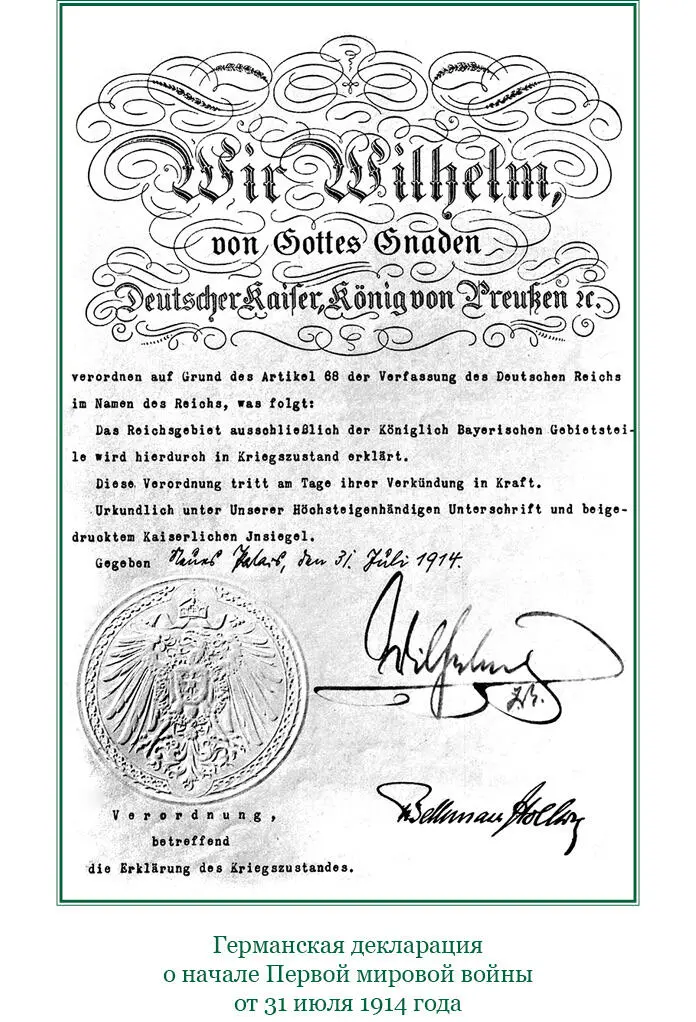 Wir Wilhelm,
von Gottes Gnaden
Deutscher Kaiser, König von Preußen ꝛc.
verordnen auf Grund des Artikel 68 der Verfassung des Deutschen Reichs
im Namen des Reichs, was folgt:
Das Reichsgebiet ausschließlich der Königlich Bayerischen Gebietstei-
le wird hierdurch in Kriegszustand erklärt.
Diese Verordnung tritt am Tage ihrer Verkündung in Kraft.
Urkundlich unter Unserer Höchsteigenhändigen Unterschrift und beige-
drucktem Kaiserlichen Jnsiegel.
Gegeben Neues Palais, den 31. Juli 1914.
Wilhelm
I.R.
Bethmann Hollweg
Verordnung,
betreffend
die Erklärung des Kriegszustandes.
Германская декларация
о начале Первой мировой войны
от 31 июля 1914 года